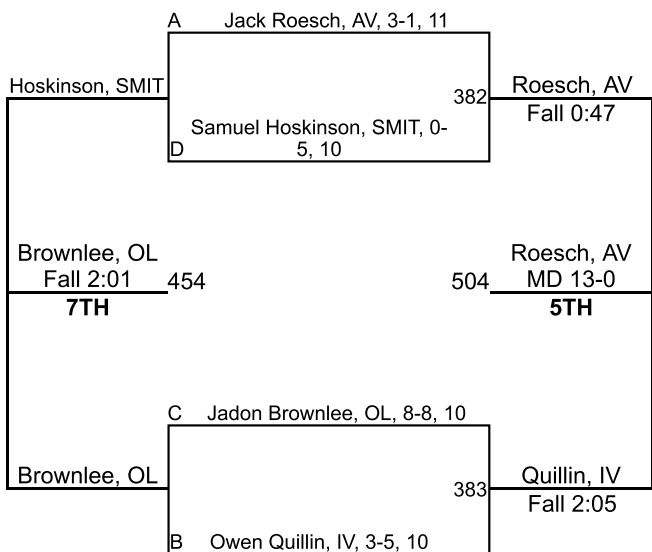 A Jack Roesch, AV, 3-1, 11
Hoskinson, SMIT
382
Roesch, AV
Fall 0:47
Samuel Hoskinson, SMIT, 0-
D 5, 10
Brownlee, OL
Fall 2:01
454
7TH
Roesch, AV
504
MD 13-0
5TH
C Jadon Brownlee, OL, 8-8, 10
Brownlee, OL
383
Quillin, IV
Fall 2:05
B Owen Quillin, IV, 3-5, 10